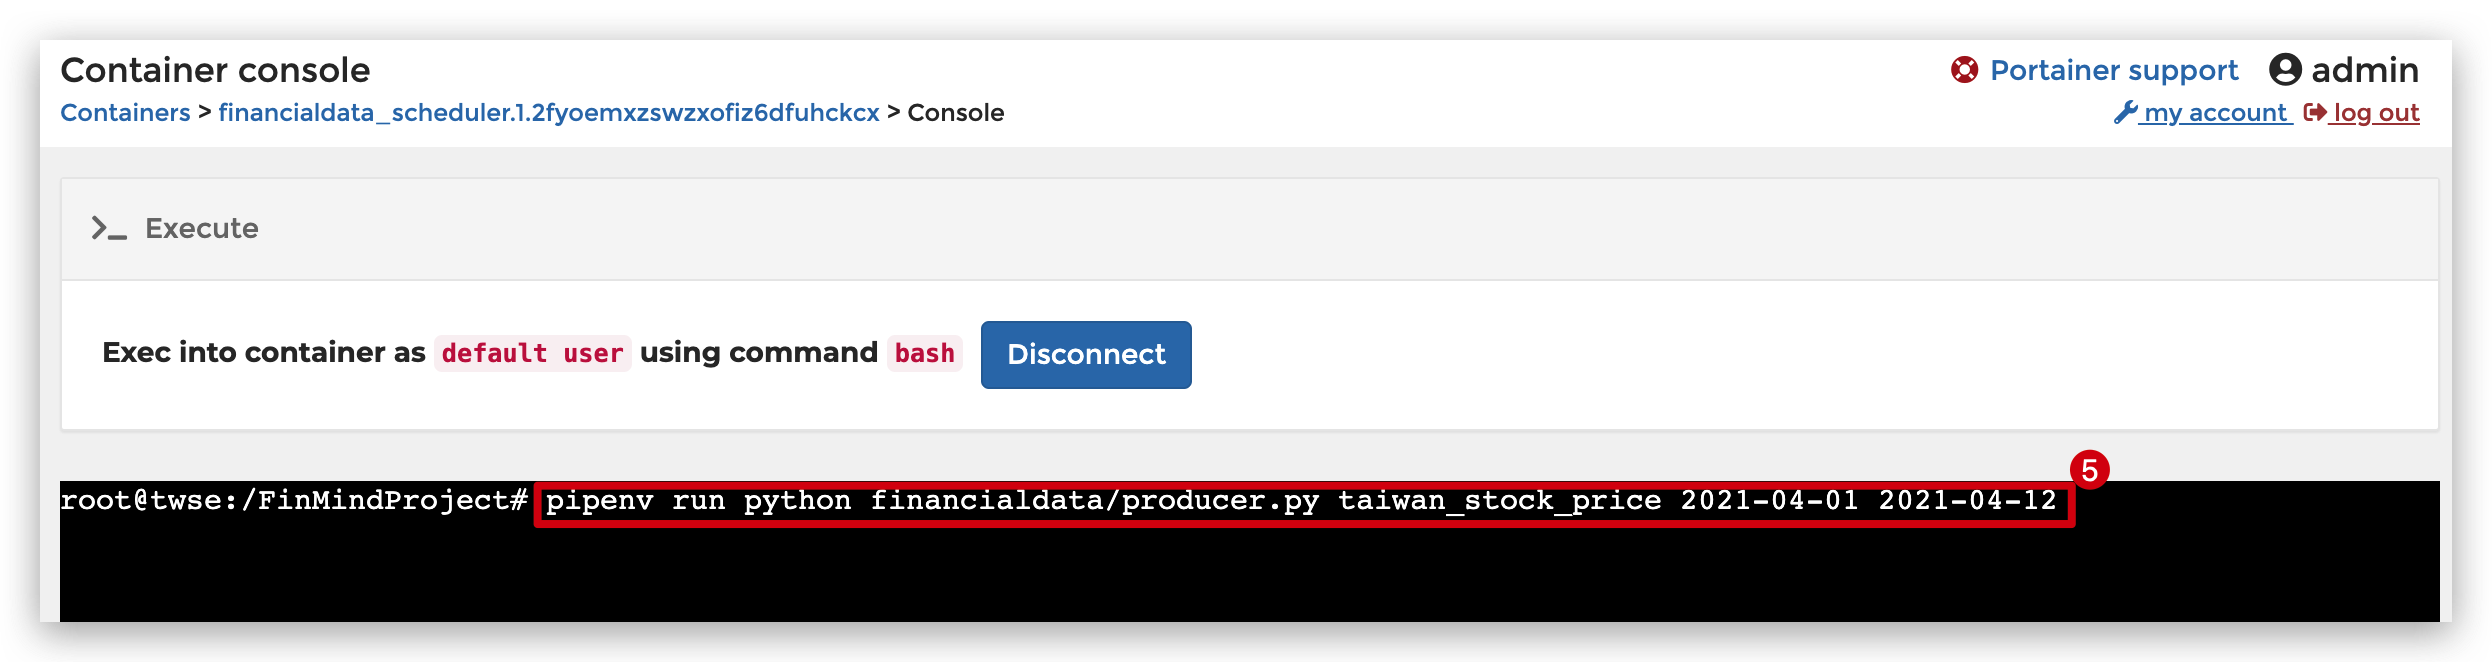 Container console
Portainer support admin
Containers > financialdata_scheduler.1.2fyoemxzswzxofiz6dfuhckcx > Console
my account log out
>_ Execute
Exec into container as default user using command bash Disconnect
5
root@twse:/FinMindProject# pipenv run python financialdata/producer.py taiwan_stock_price 2021-04-01 2021-04-12